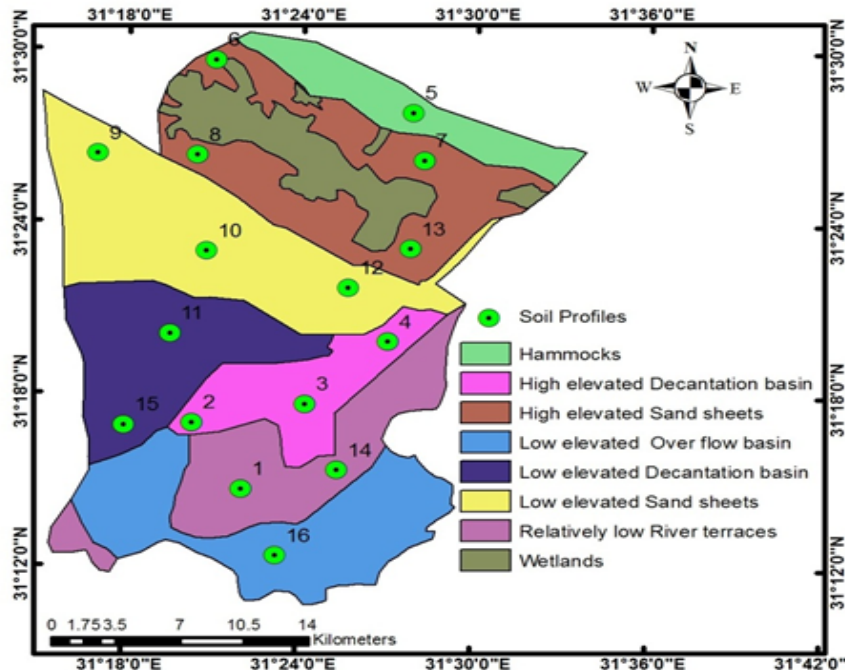 31°18'0"E 31°24'0"E 31°30'0"E 31°36'0"E 31°42'0"E
31°30'0"N
31°24'0"N
31°18'0"N
31°12'0"N
N
W E
S
31°30'0"N
31°24'0"N
31°18'0"N
31°12'0"N
6
5
9
8
7
10
13
12
11
4
3
15
2
14
1
16
Soil Profiles
Hammocks
High elevated Decantation basin
High elevated Sand sheets
Low elevated Over flow basin
Low elevated Decantation basin
Low elevated Sand sheets
Relatively low River terraces
Wetlands
0 1.75 3.5 7 10.5 14
Kilometers
31°18'0"E 31°24'0"E 31°30'0"E 31°36'0"E 31°42'0"E